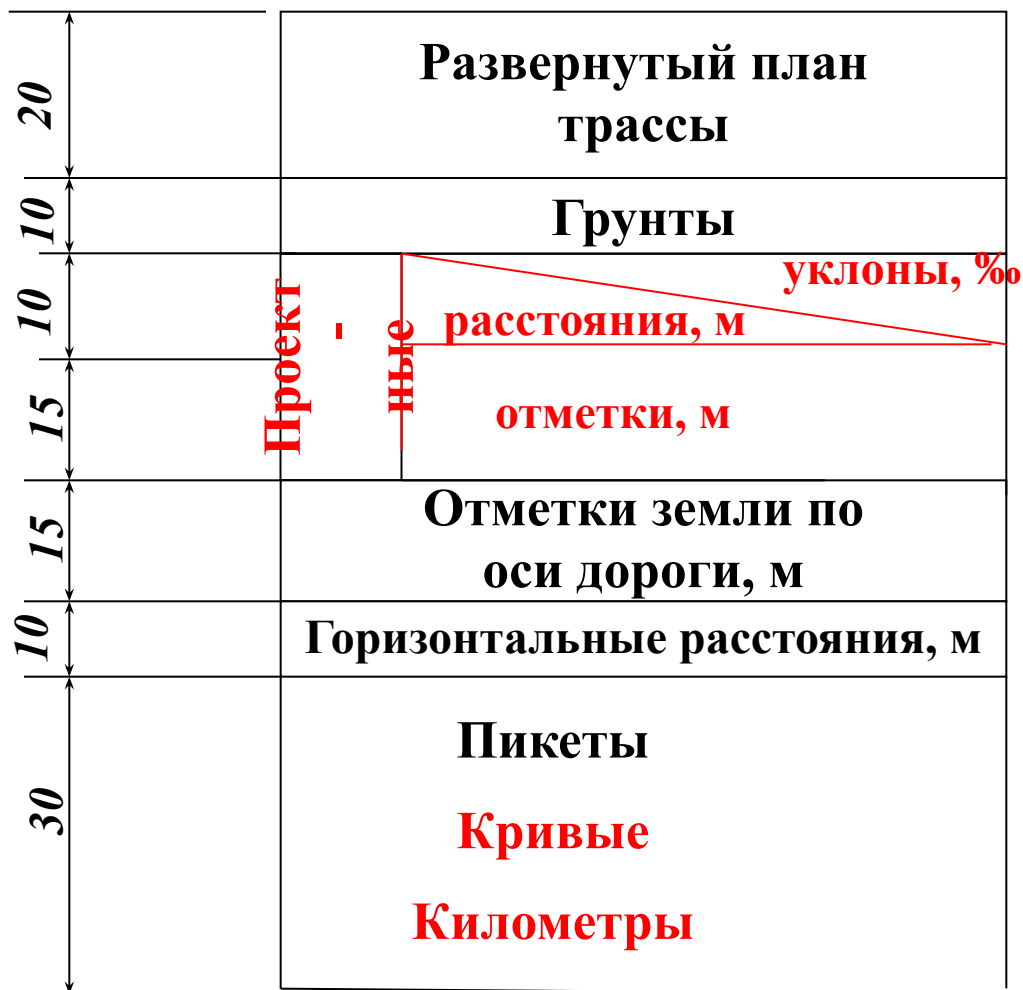 20
Развернутый план
трассы
10
Грунты
10
уклоны, ‰
расстояния, м
Проект
-
ные
15
отметки, м
15
Отметки земли по
оси дороги, м
10
Горизонтальные расстояния, м
30
Пикеты
Кривые
Километры